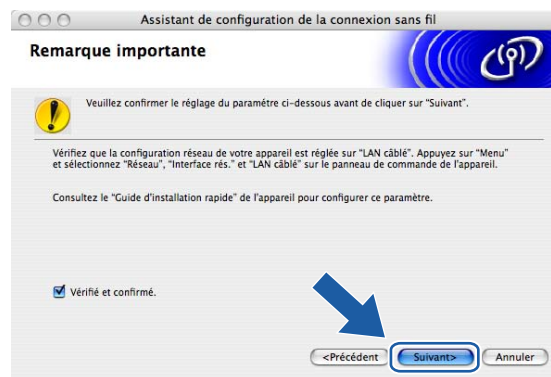 Assistant de configuration de la connexion sans fil
Remarque importante
Veuillez confirmer le réglage du paramétre ci-dessous avant de cliquer sur "Suivant".
Vérifiez que la configuration réseau de votre appareil est réglée sur "LAN câblé". Appuyez sur "Menu"
et sélectionnez "Réseau", "Interface rés." et "LAN câblé" sur le panneau de commande de l'appareil.
Consultez le "Guide d'installation rapide" de l'appareil pour configurer ce paramètre.
Vérifié et confirmé.
<Précédent Suivant> Annuler